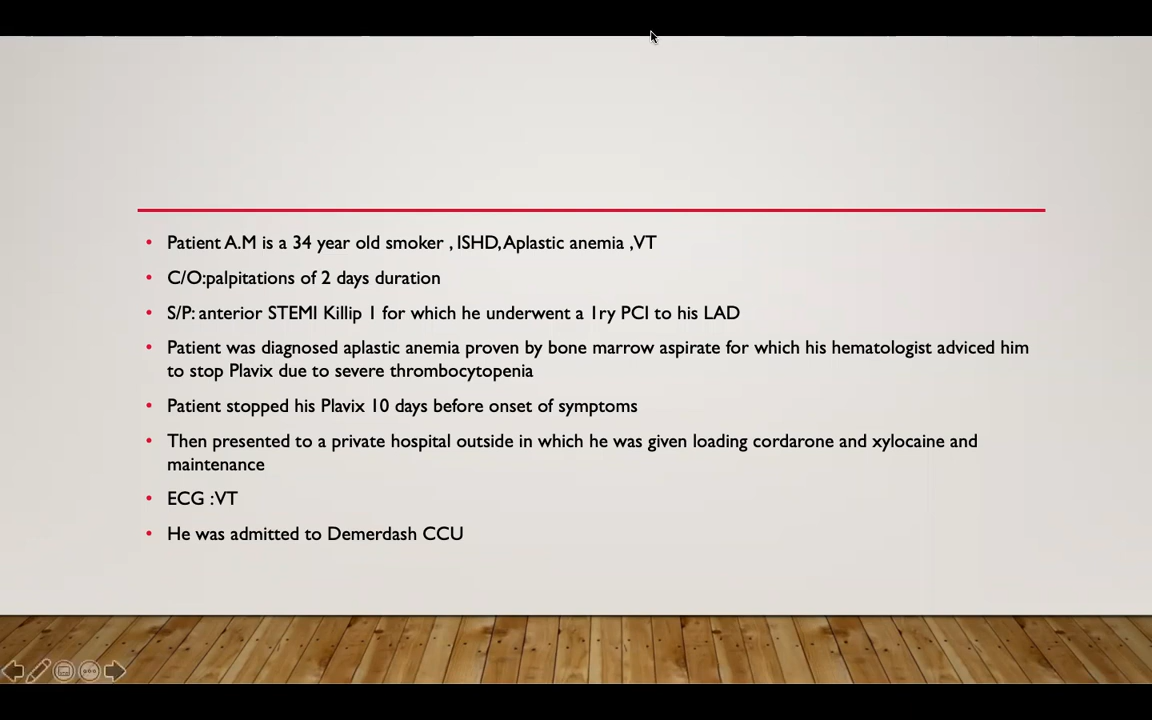 Patient A.M is a 34 year old smoker , ISHD, Aplastic anemia ,VT
C/O:palpitations of 2 days duration
S/P: anterior STEMI Killip 1 for which he underwent a 1ry PCI to his LAD
Patient was diagnosed aplastic anemia proven by bone marrow aspirate for which his hematologist adviced him
to stop Plavix due to severe thrombocytopenia
Patient stopped his Plavix 10 days before onset of symptoms
Then presented to a private hospital outside in which he was given loading cordarone and xylocaine and
maintenance
ECG :VT
He was admitted to Demerdash CCU